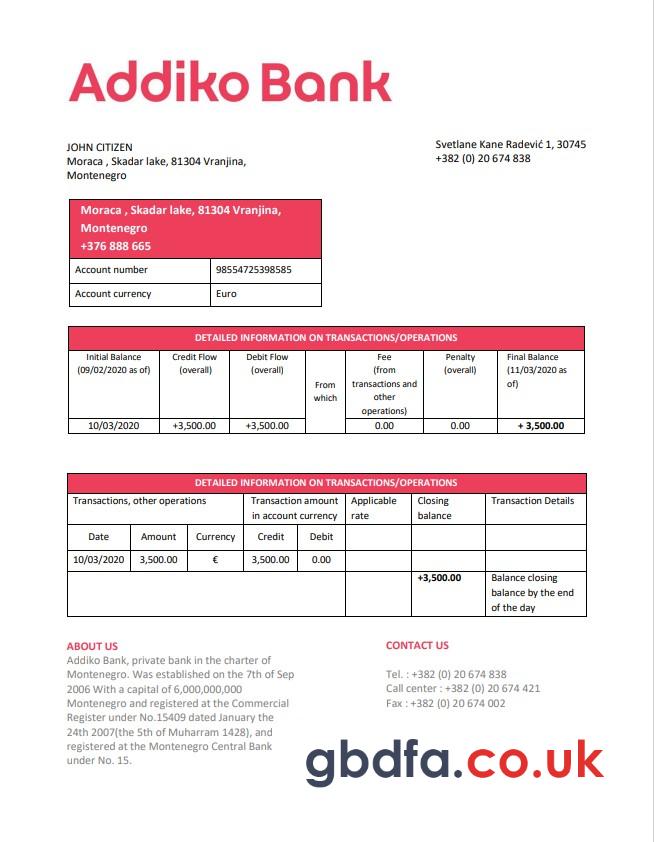 Addiko Bank
JOHN CITIZEN
Moraca , Skadar lake, 81304 Vranjina,
Montenegro
Svetlane Kane Radević 1, 30745
+382 (0) 20 674 838
Moraca , Skadar lake, 81304 Vranjina,
Montenegro
+376 888 665
Account number 98554725398585
Account currency Euro
DETAILED INFORMATION ON TRANSACTIONS/OPERATIONS
Initial Balance
(09/02/2020 as of)
Credit Flow
(overall)
Debit Flow
(overall)
From
which
Fee
(from
transactions and
other
operations)
Penalty
(overall)
Final Balance
(11/03/2020 as
of)
10/03/2020 +3,500.00 +3,500.00 0.00 0.00 + 3,500.00
DETAILED INFORMATION ON TRANSACTIONS/OPERATIONS
Transactions, other operations
Transaction amount
in account currency
Applicable
rate
Closing
balance
Transaction Details
Date Amount Currency Credit Debit
10/03/2020 3,500.00 € 3,500.00 0.00
+3,500.00
Balance closing
balance by the end
of the day
ABOUT US
Addiko Bank, private bank in the charter of
Montenegro. Was established on the 7th of Sep
2006 With a capital of 6,000,000,000
Montenegro and registered at the Commercial
Register under No.15409 dated January the
24th 2007(the 5th of Muharram 1428), and
registered at the Montenegro Central Bank
under No. 15.
CONTACT US
Tel. : +382 (0) 20 674 838
Call center : +382 (0) 20 674 421
Fax : +382 (0) 20 674 002
gbdfa.co.uk